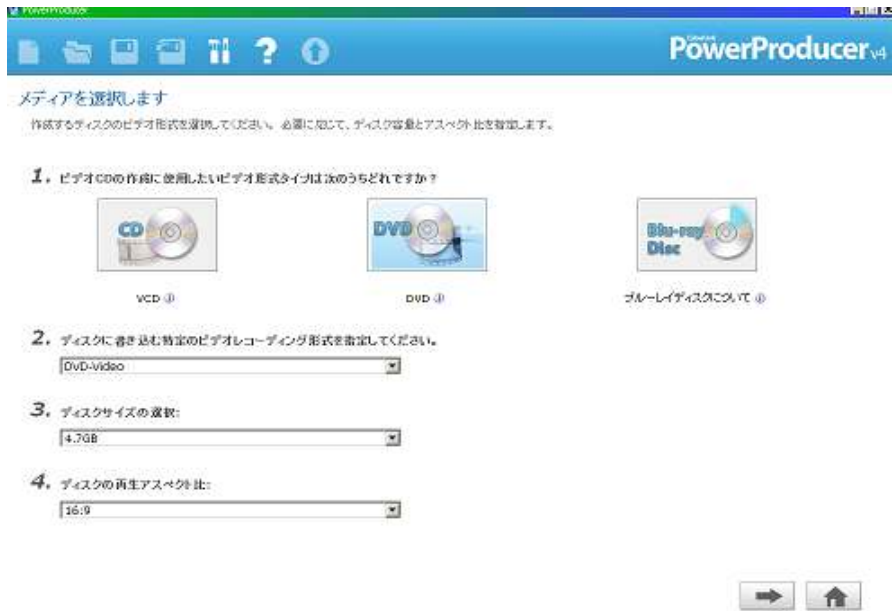 PowerProducer
CyberLink
PowerProducer v4
メディアを選択します
作成するディスクのビデオ形式を選択してください。必要に応じて、ディスク容量とアスペクト比を指定します。
1. ビデオCDの作成に使用したいビデオ形式タイプは次のうちどれですか？
CD
DVD
Blu-ray Disc
VCD
DVD
ブルーレイディスクについて
2. ディスクに書き込む特定のビデオレコーディング形式を指定してください。
DVD-Video
3. ディスクサイズの選択:
4.7GB
4. ディスクの再生アスペクト比:
16:9